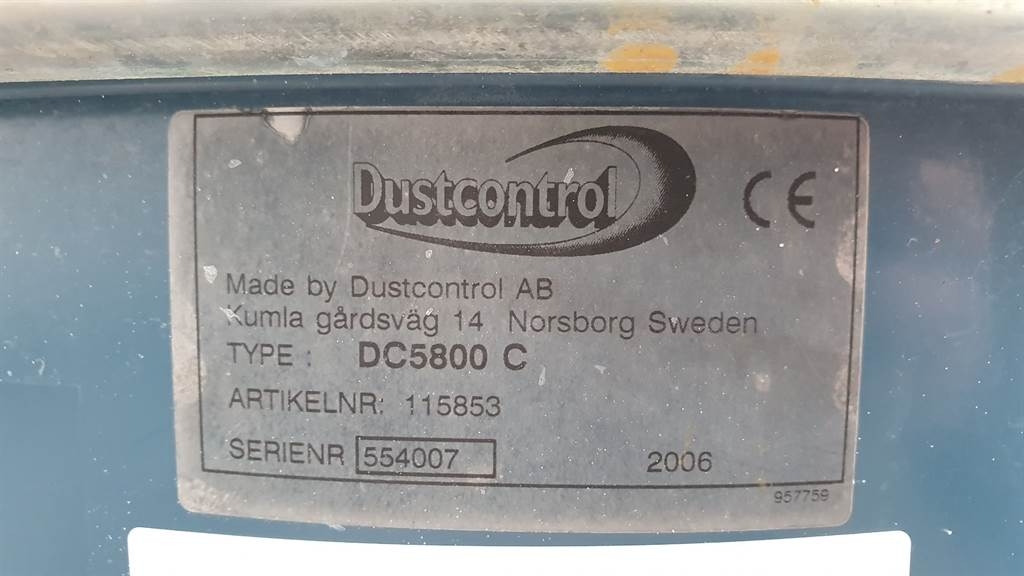 Dustcontrol CE
Made by Dustcontrol AB
Kumla gårdsväg 14 Norsborg Sweden
TYPE : DC5800 C
ARTIKELNR: 115853
SERIENR 554007 2006
957759